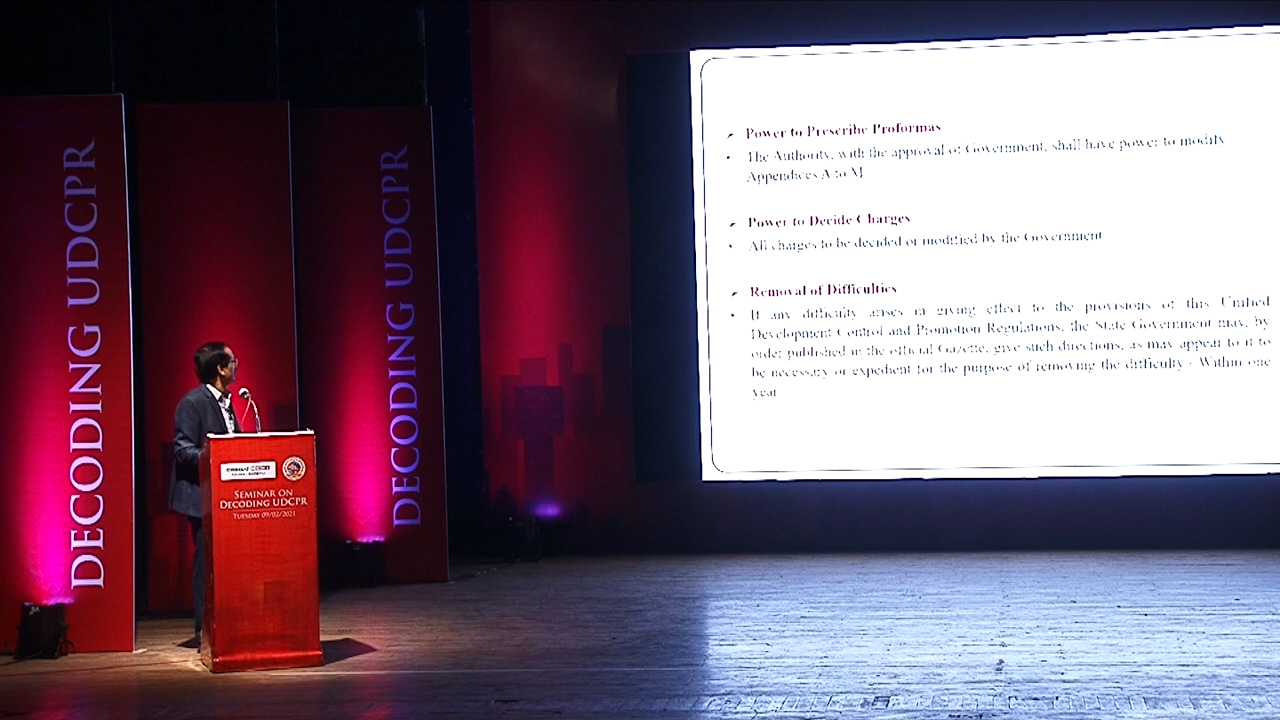 DECODING UDCPR
DECODING UDCPR
CREDAI
SEMINAR ON
DECODING UDCPR
TUESDAY 09/02/2021
Power to Prescribe Proformas
The Authority, with the approval of Government, shall have power to modify
Appendices A to M
Power to Decide Charges
All charges to be decided or modified by the Government
Removal of Difficulties
If any difficulty arises in giving effect to the provisions of this Unified
Development Control and Promotion Regulations, the State Government may, by
order published in the official Gazette, give such directions, as may appear to it to
be necessary or expedient for the purpose of removing the difficulty - Within one
year